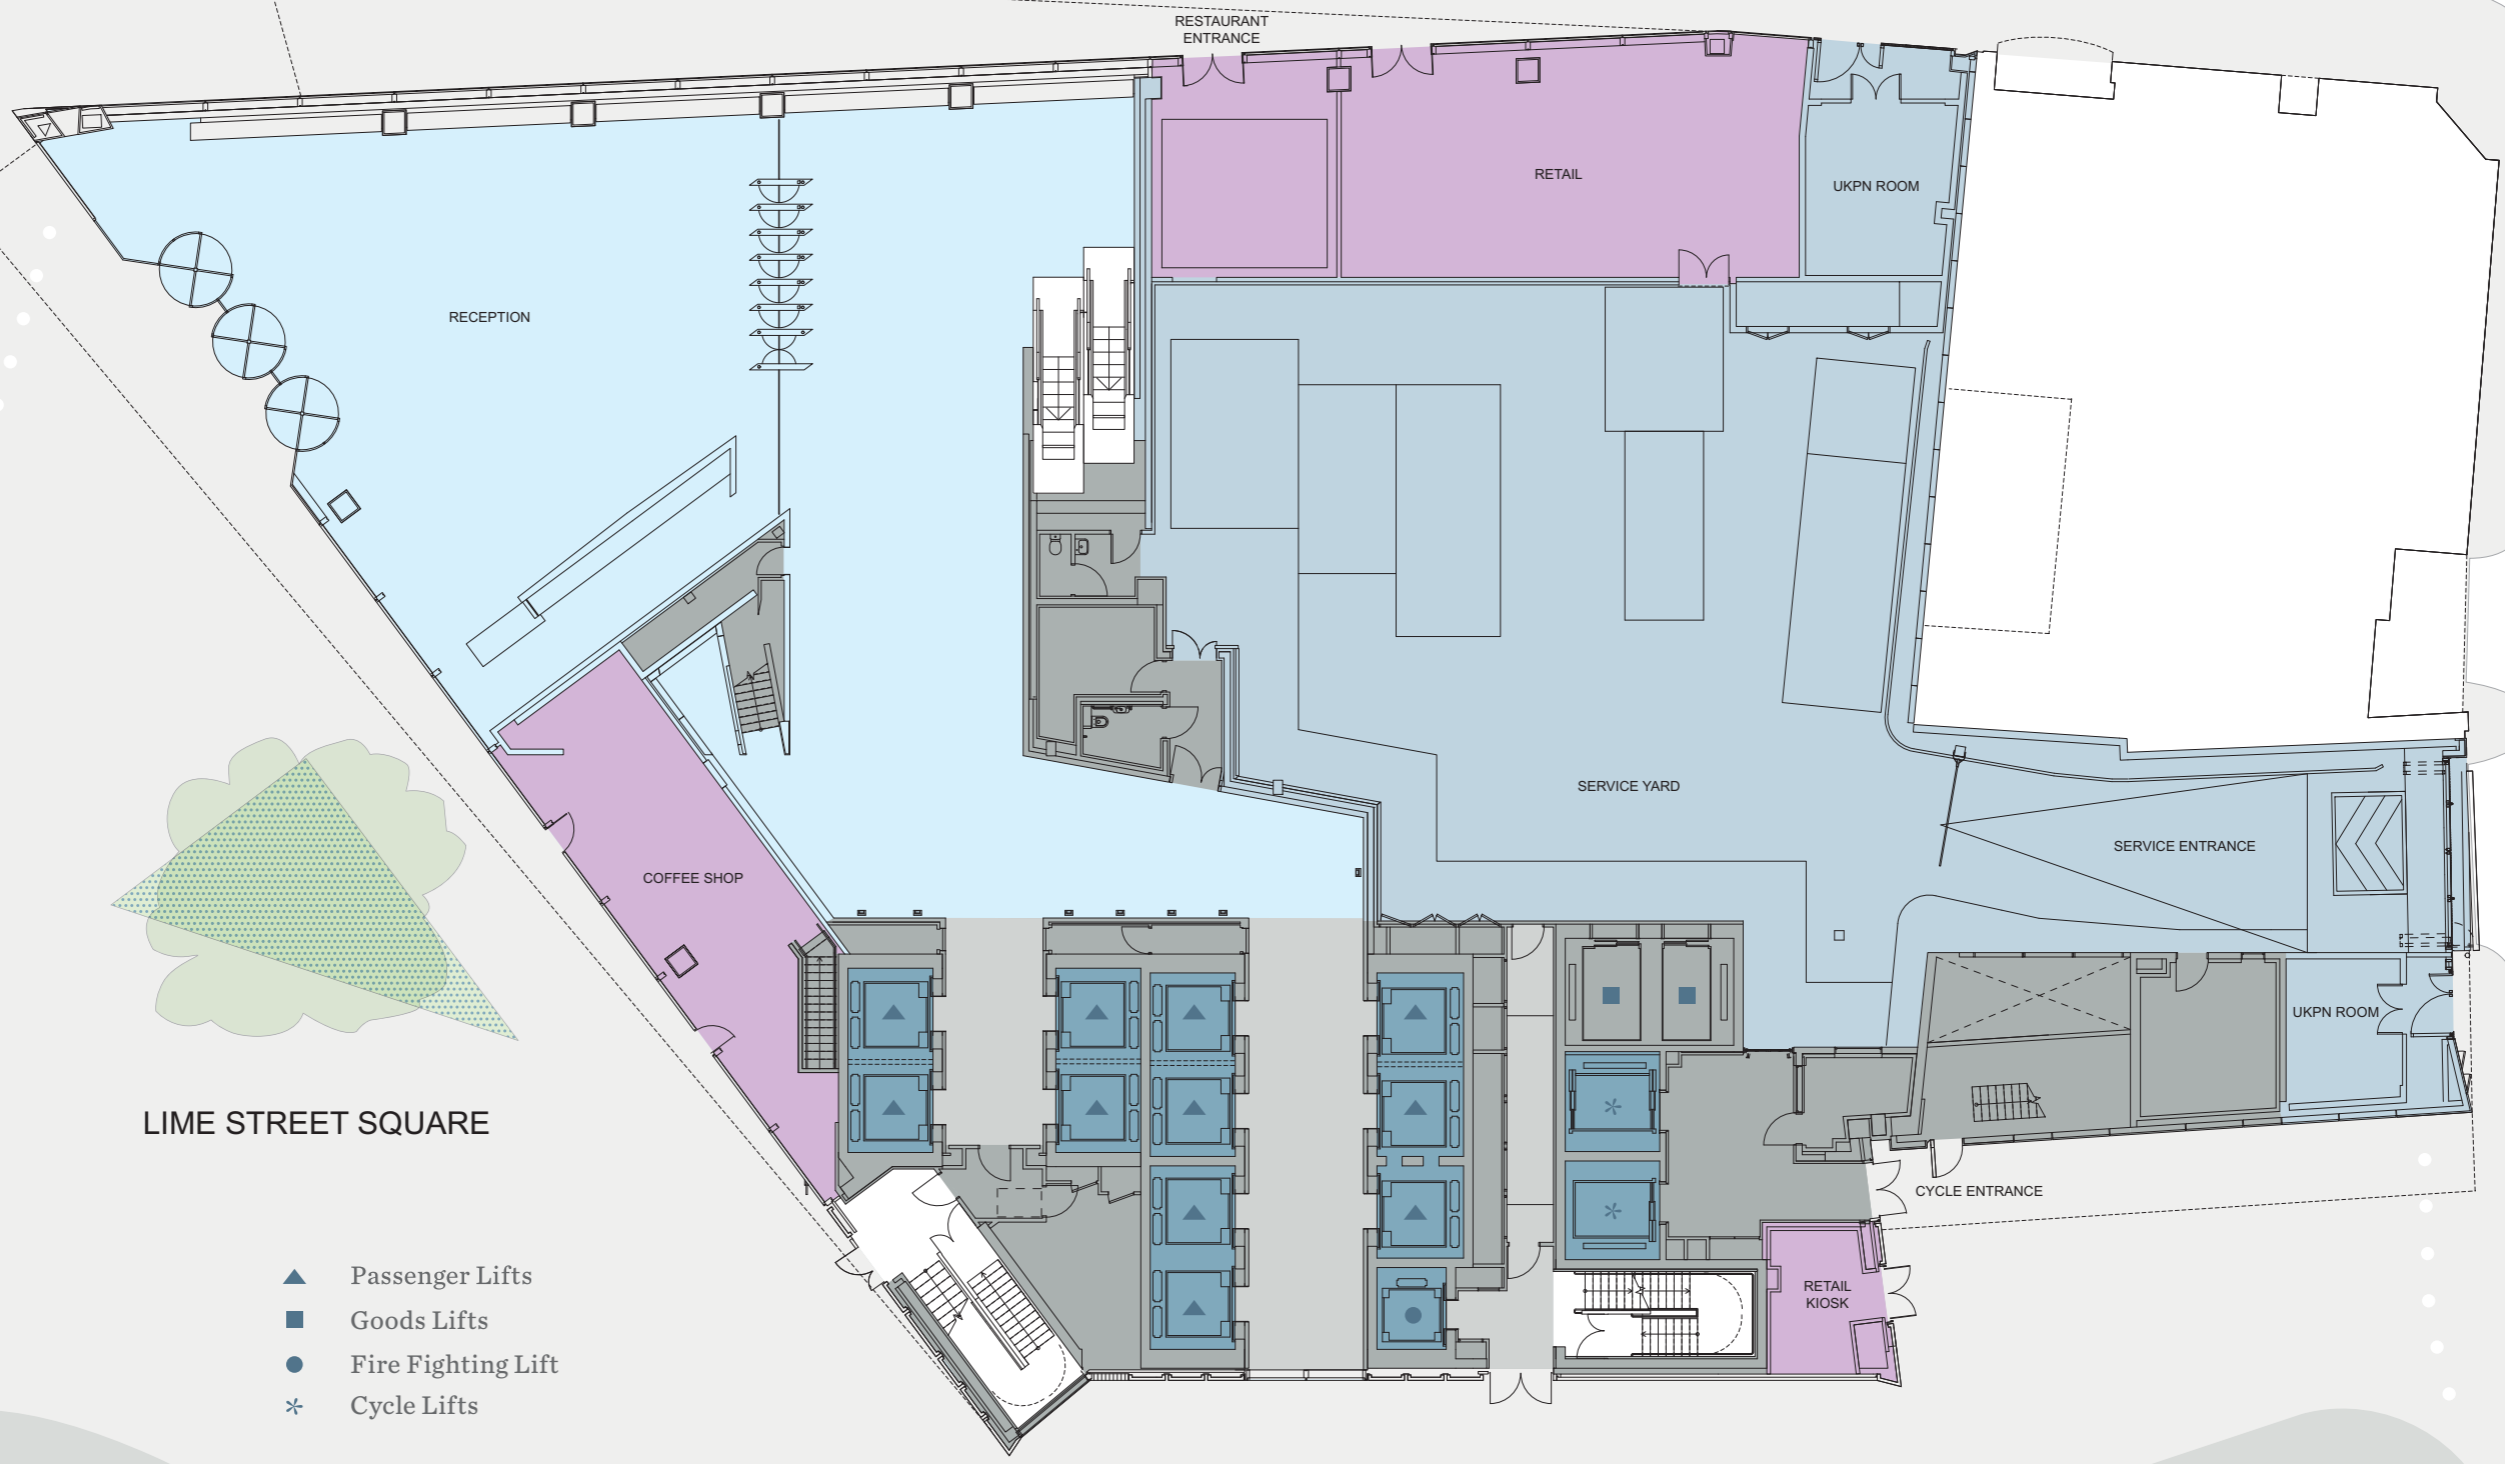 RESTAURANT
ENTRANCE
RETAIL
UKPN ROOM
RECEPTION
SERVICE YARD
SERVICE ENTRANCE
COFFEE SHOP
UKPN ROOM
LIME STREET SQUARE
CYCLE ENTRANCE
RETAIL
KIOSK
Passenger Lifts
Goods Lifts
Fire Fighting Lift
Cycle Lifts